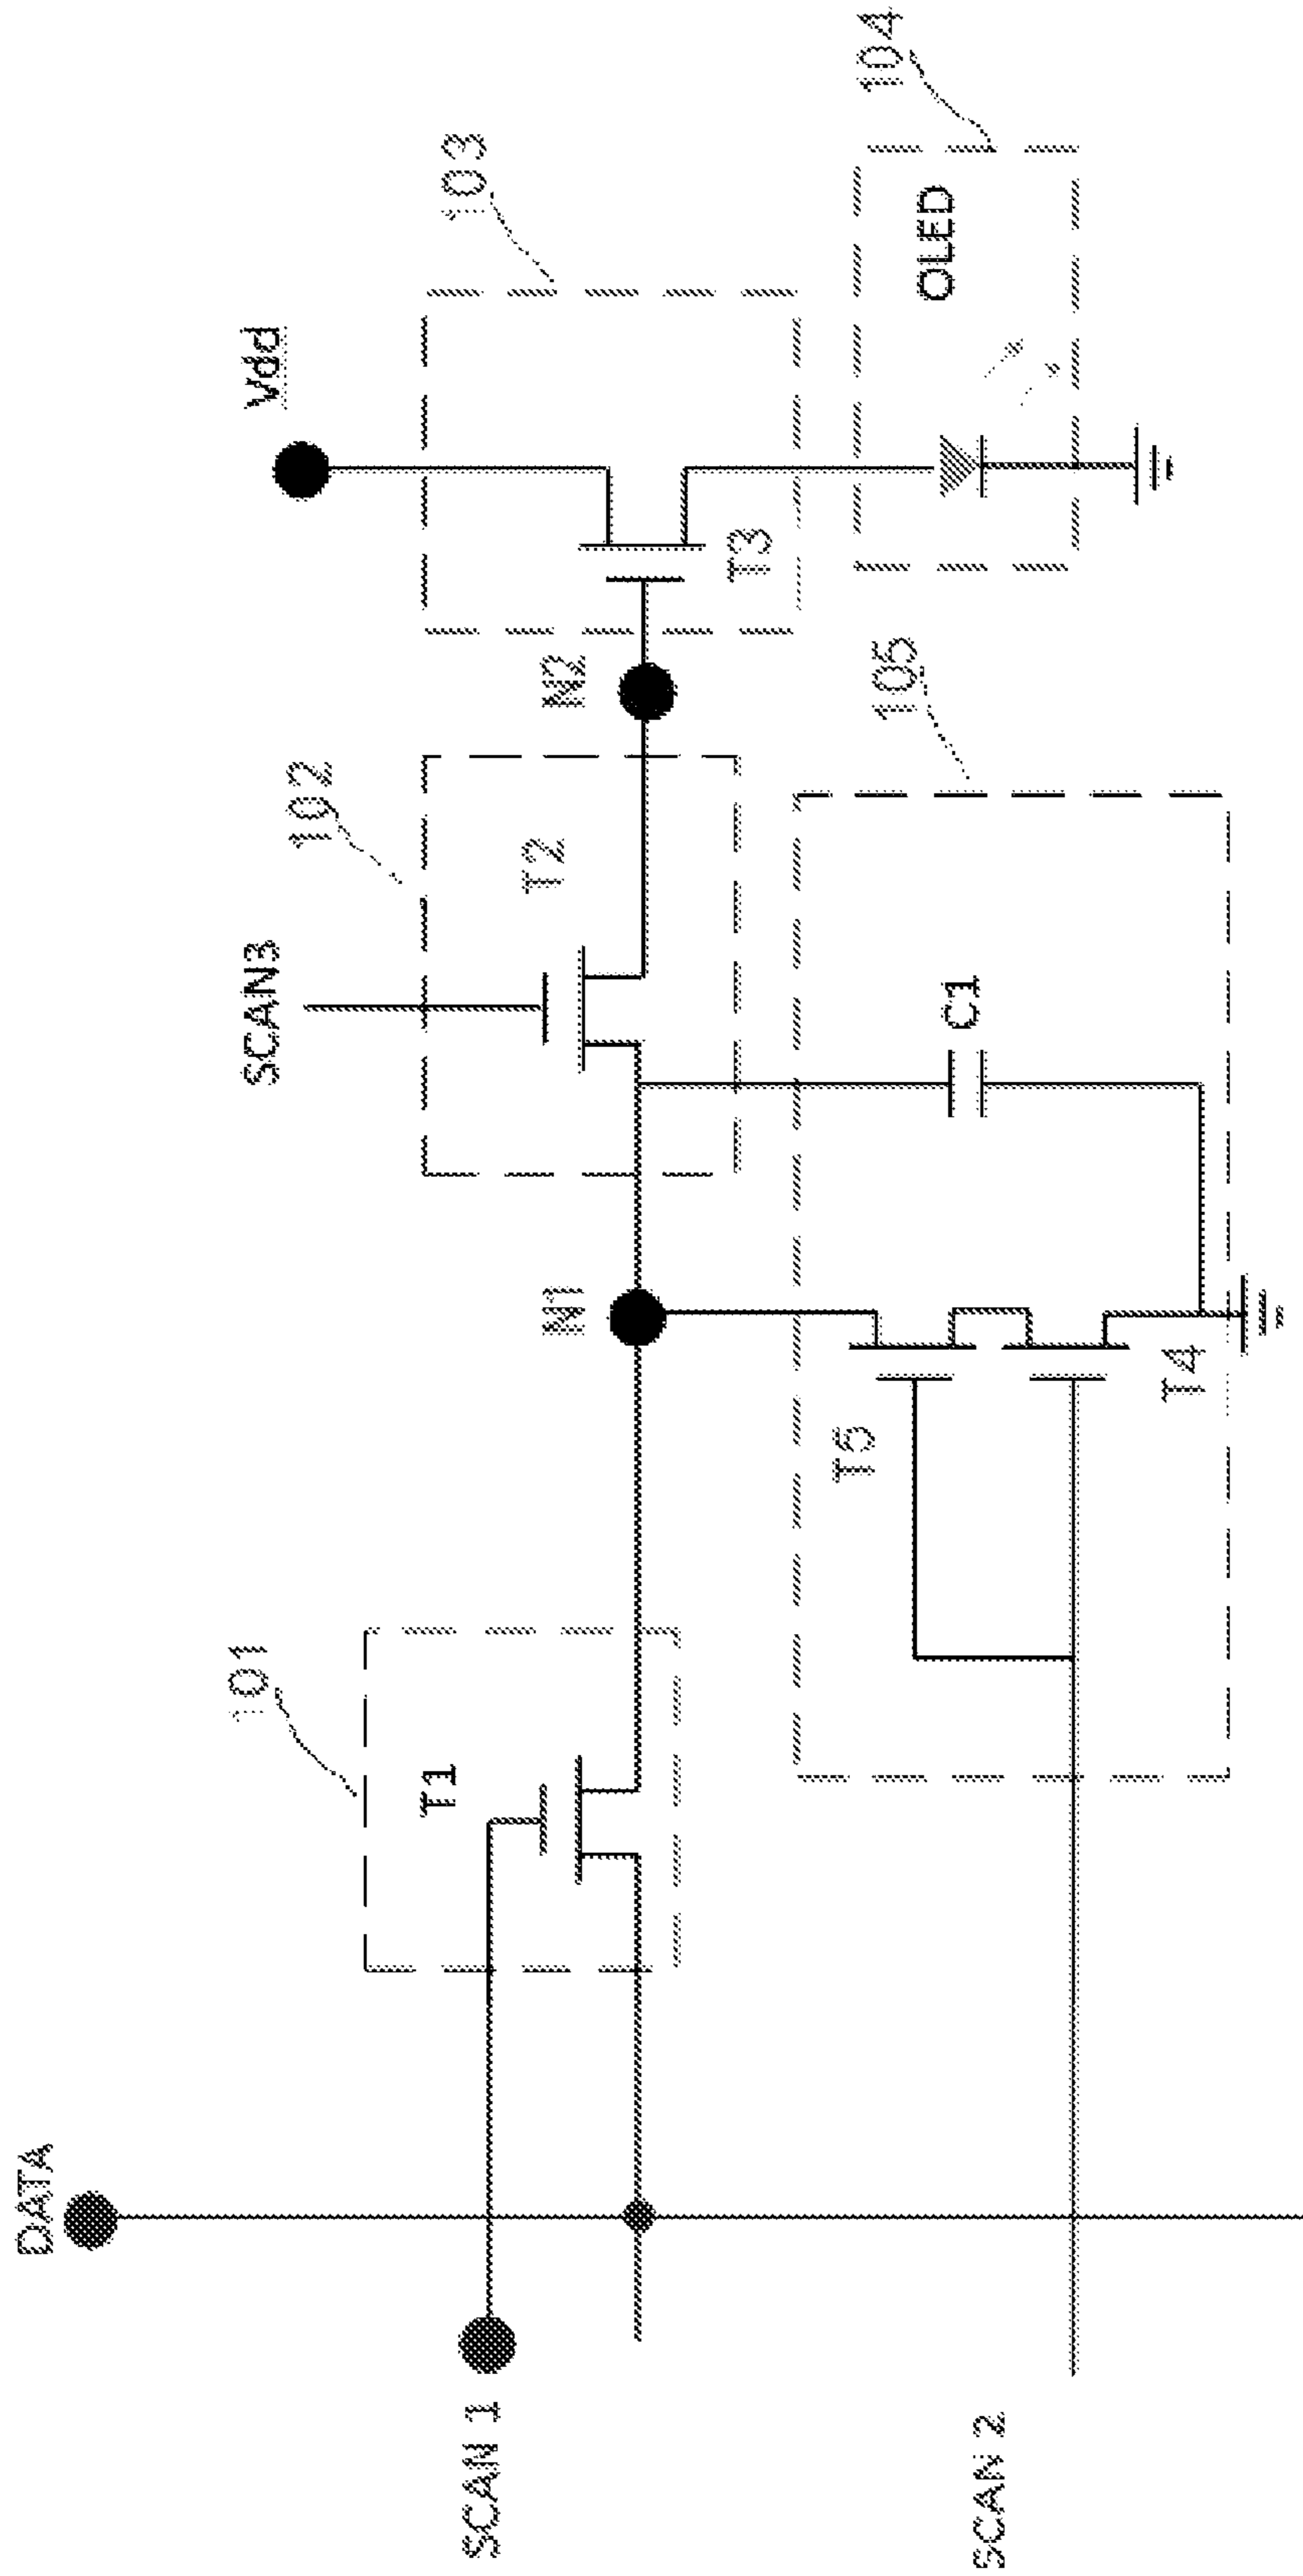 DATA
SCAN 1
SCAN 2
101
T1
N1
SCAN3
102
T2
N2
Vdd
103
T3
104
OLED
105
T5
T4
C1